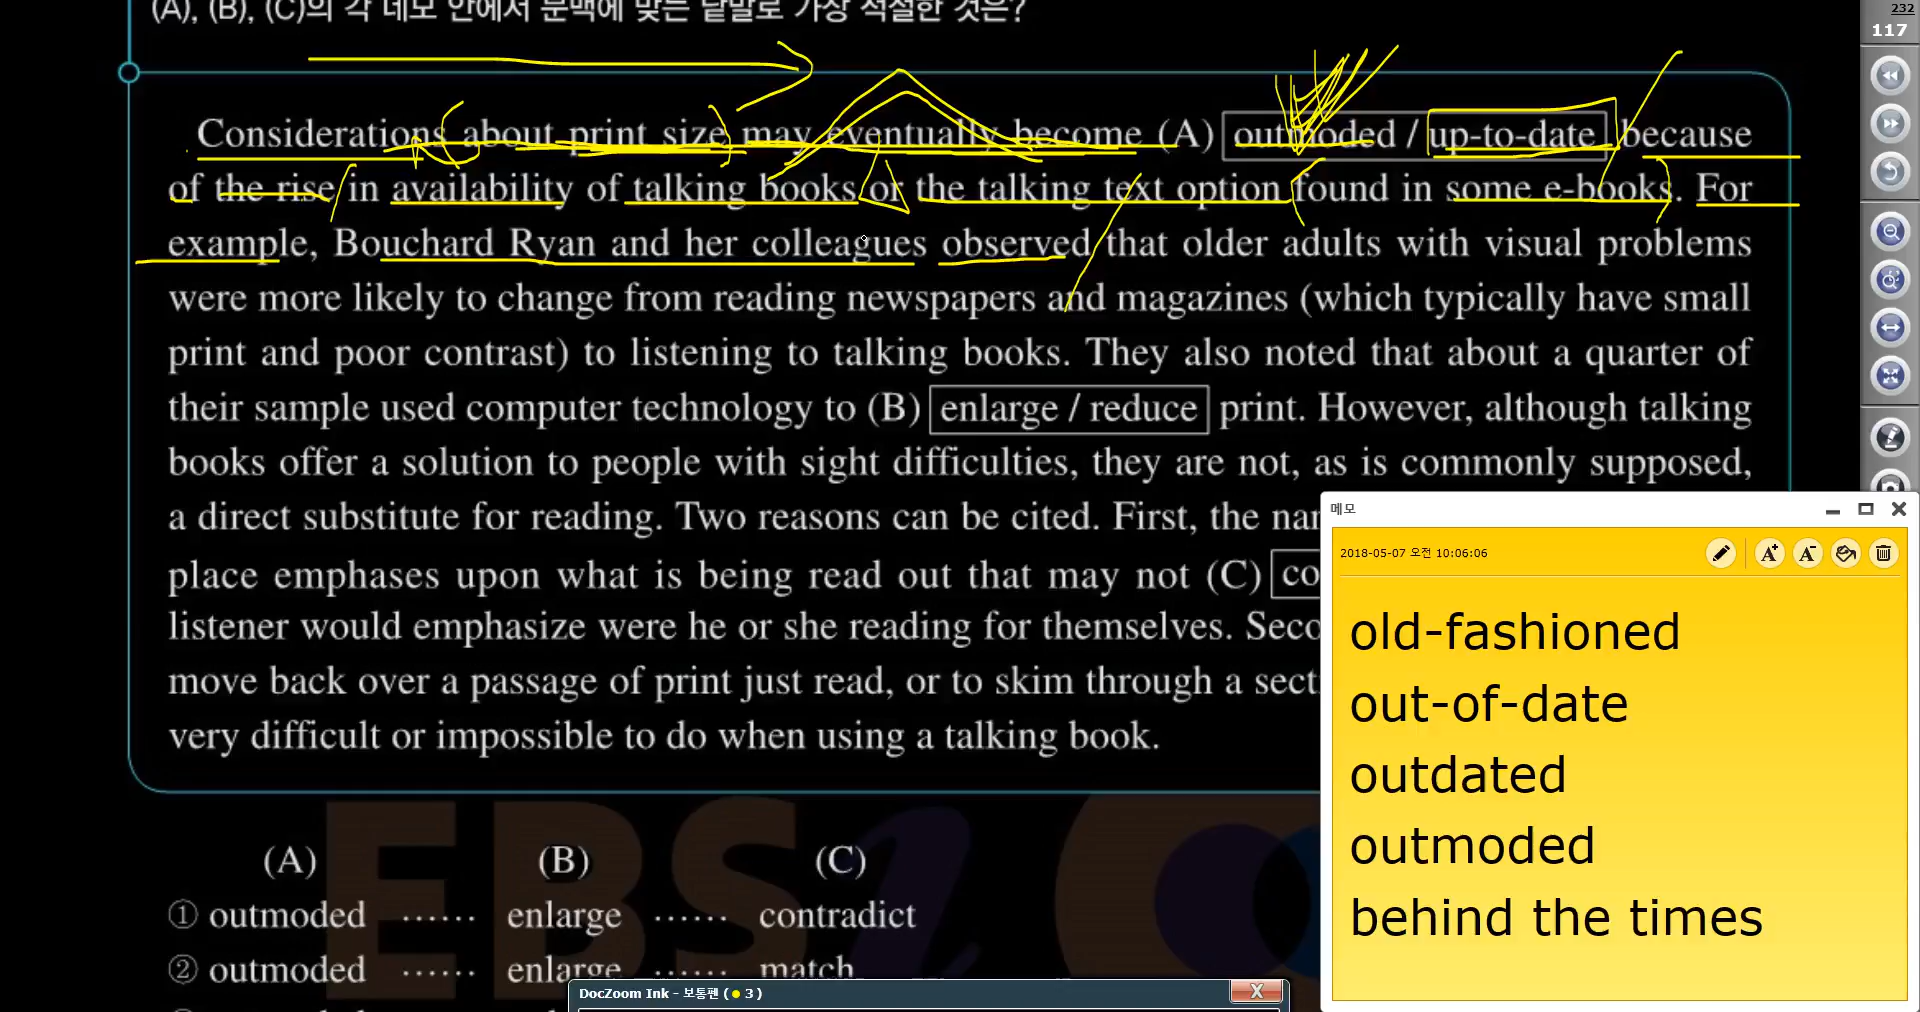 (A), (B), (C)의 각 네모 안에서 문맥에 맞는 낱말로 가장 적절한 것은?
232
117
Considerations about print size may eventually become (A) outmoded / up-to-date because
of the rise in availability of talking books or the talking text option found in some e-books. For
example, Bouchard Ryan and her colleagues observed that older adults with visual problems
were more likely to change from reading newspapers and magazines (which typically have small
print and poor contrast) to listening to talking books. They also noted that about a quarter of
their sample used computer technology to (B) enlarge / reduce print. However, although talking
books offer a solution to people with sight difficulties, they are not, as is commonly supposed,
a direct substitute for reading. Two reasons can be cited. First, the nar
place emphases upon what is being read out that may not (C) co
listener would emphasize were he or she reading for themselves. Seco
move back over a passage of print just read, or to skim through a sect
very difficult or impossible to do when using a talking book.
메모
2018-05-07 오전 10:06:06
A+ A-
old-fashioned
out-of-date
outdated
outmoded
behind the times
EBSi
(A) (B) (C)
① outmoded ...... enlarge ...... contradict
② outmoded ...... enlarge ...... match
DocZoom Ink - 보통펜 ( 3 )
X